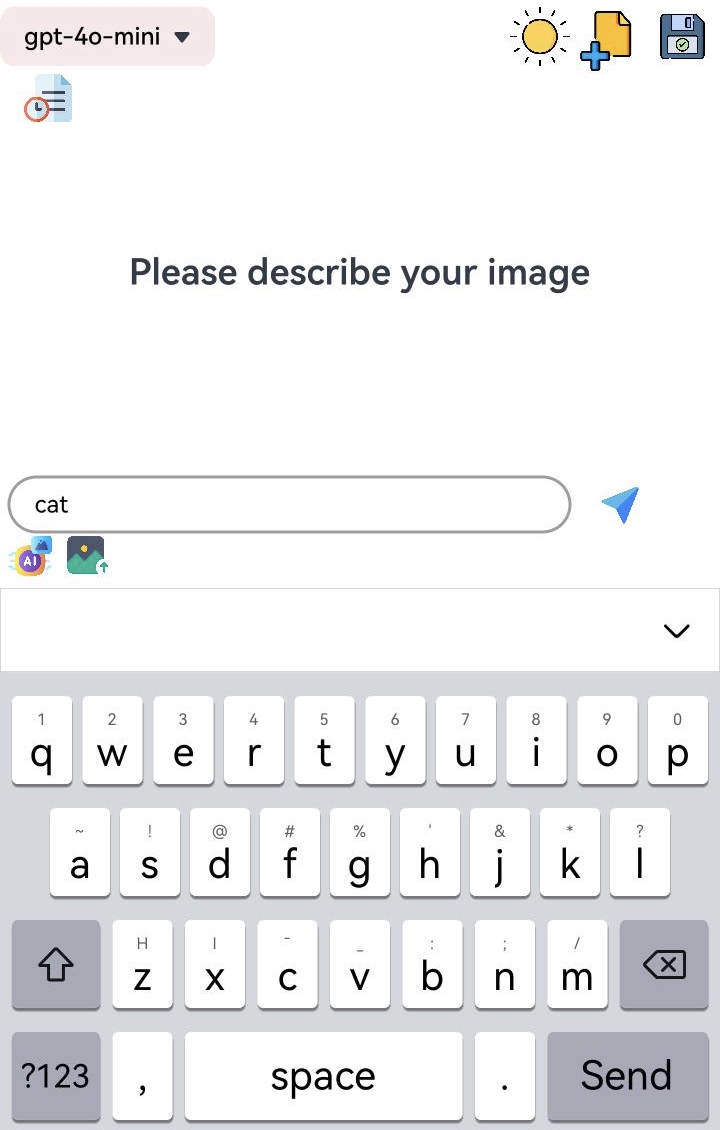 gpt-4o-mini
Please describe your image
cat
AI
1 2 3 4 5 6 7 8 9 0
q w e r t y u i o p
~ ! @ # % ' & * ?
a s d f g h j k l
H I - _ : ; /
z x c v b n m
?123 , space . Send